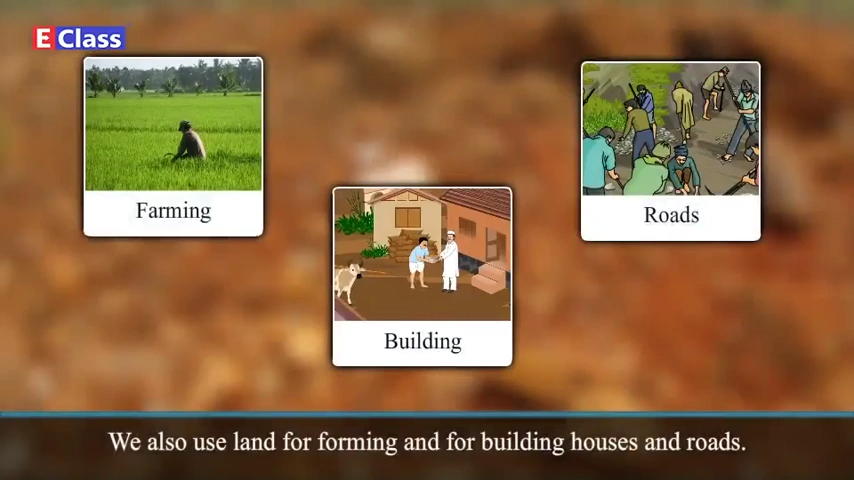 E Class
Farming
Roads
Building
We also use land for forming and for building houses and roads.